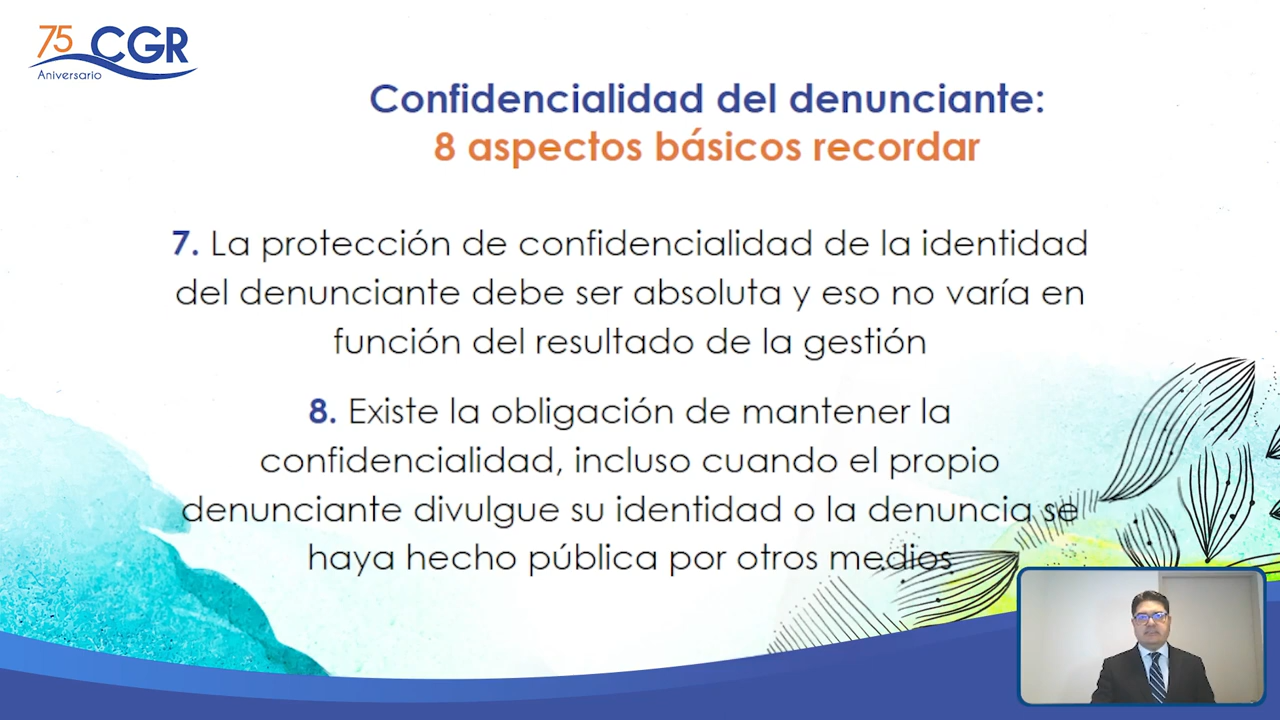 75 CGR
Aniversario
Confidencialidad del denunciante:
8 aspectos básicos recordar
7. La protección de confidencialidad de la identidad
del denunciante debe ser absoluta y eso no varía en
función del resultado de la gestión
8. Existe la obligación de mantener la
confidencialidad, incluso cuando el propio
denunciante divulgue su identidad o la denuncia se
haya hecho pública por otros medios